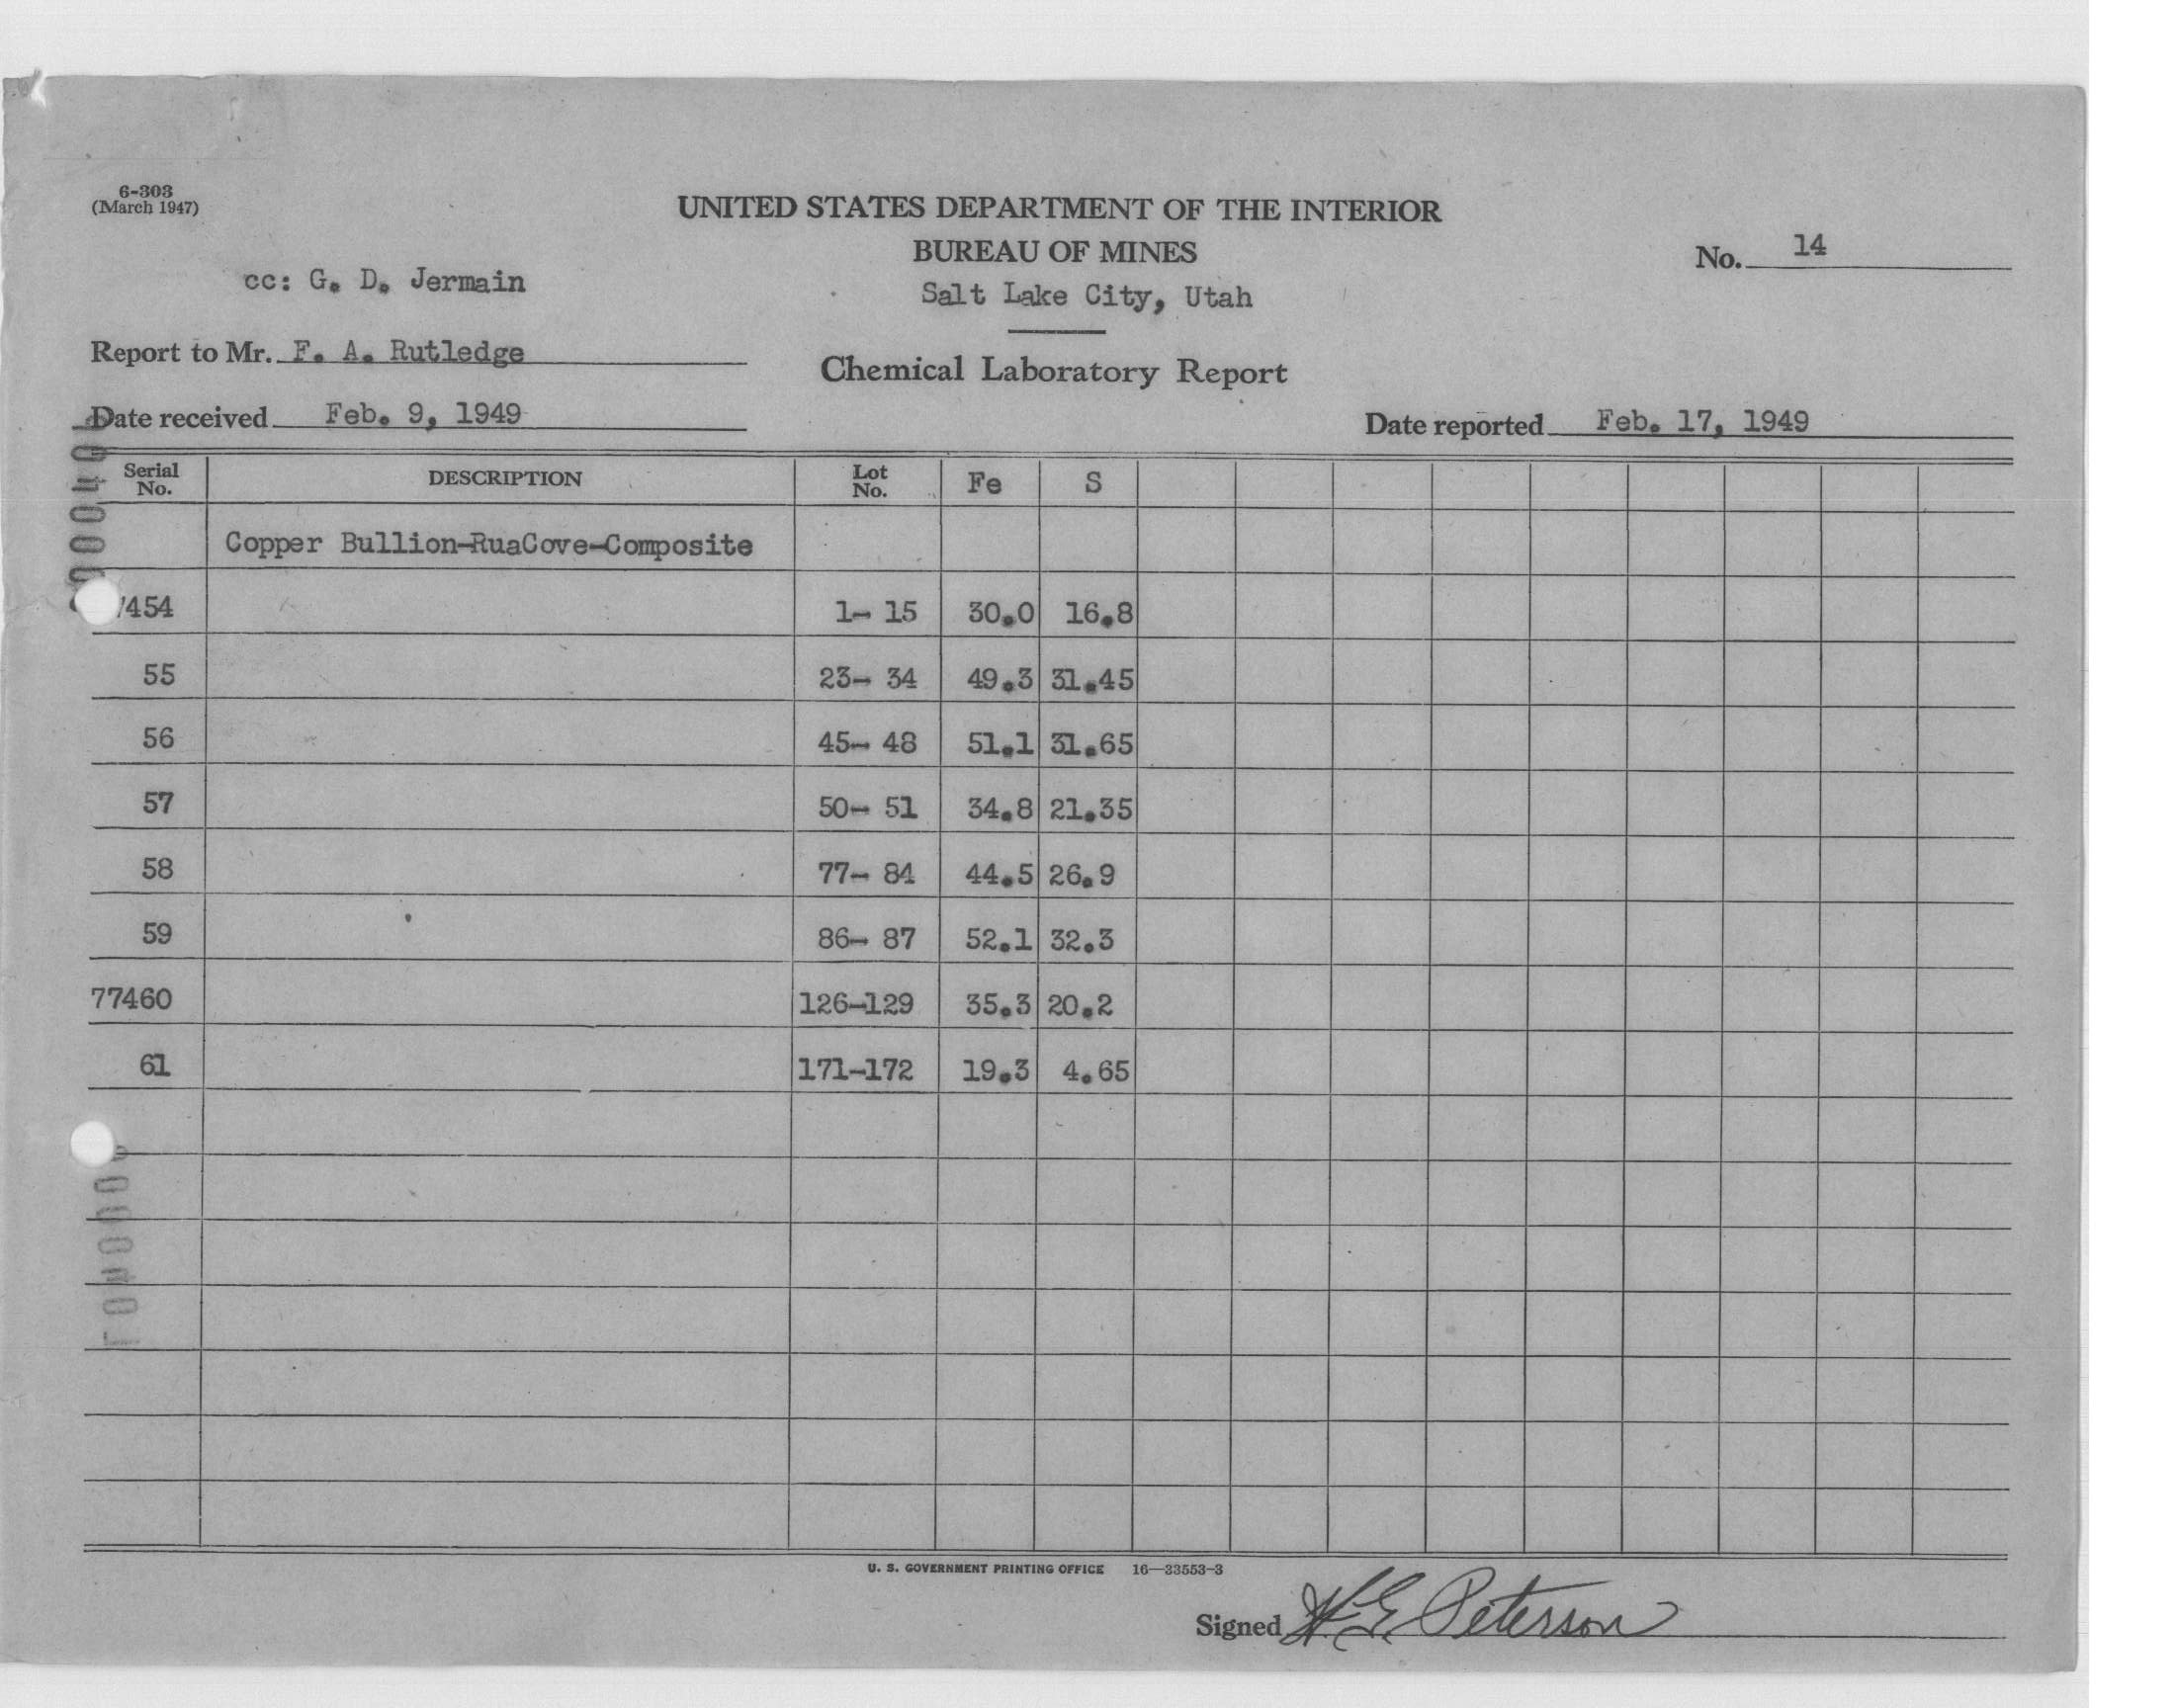 6-303
(March 1947)
UNITED STATES DEPARTMENT OF THE INTERIOR
BUREAU OF MINES
Salt Lake City, Utah
No. 14
cc: G. D. Jermain
Report to Mr. F. A. Rutledge
Chemical Laboratory Report
Date received Feb. 9, 1949
Date reported Feb. 17, 1949
Serial No. DESCRIPTION Lot No. Fe S
Copper Bullion-RuaCove-Composite
7454 1- 15 30.0 16.8
55 23- 34 49.3 31.45
56 45- 48 51.1 31.65
57 50- 51 34.8 21.35
58 77- 84 44.5 26.9
59 86- 87 52.1 32.3
77460 126-129 35.3 20.2
61 171-172 19.3 4.65
U. S. GOVERNMENT PRINTING OFFICE 16—33553-3
Signed W. G. Peterson